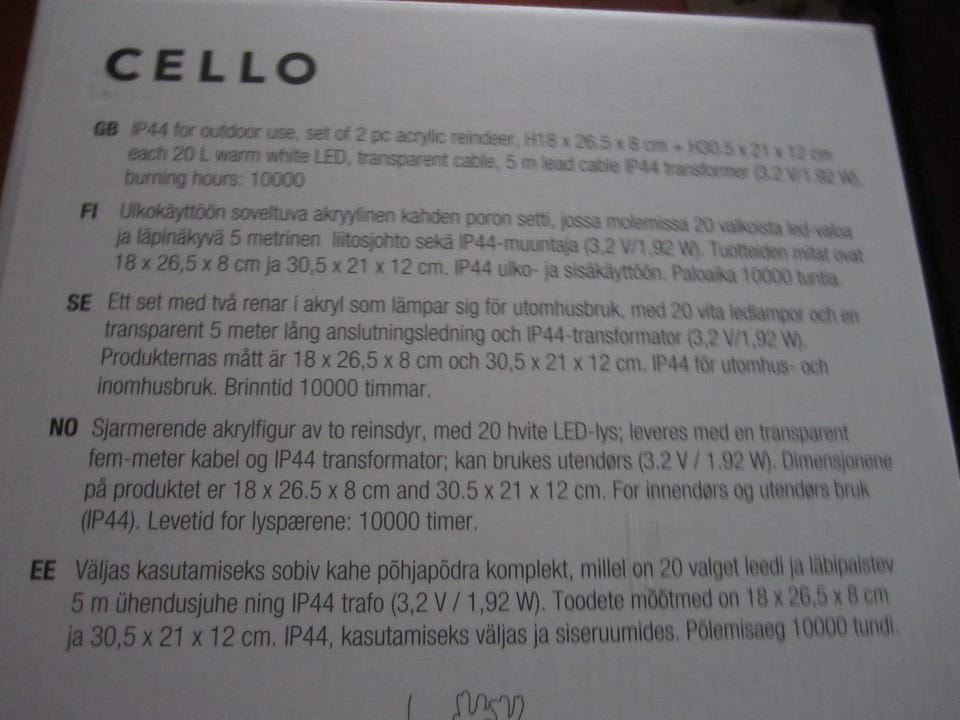 CELLO
GB IP44 for outdoor use, set of 2 pc acrylic reindeer, H18 x 26.5 x 8 cm + H30.5 x 21 x 12 cm
each 20 L warm white LED, transparent cable, 5 m lead cable IP44 transformer (3.2 V/1.92 W),
burning hours: 10000
FI Ulkokäyttöön soveltuva akryylinen kahden poron setti, jossa molemissa 20 valkoista led-valoa
ja läpinäkyvä 5 metrinen liitosjohto sekä IP44-muuntaja (3,2 V/1,92 W). Tuotteiden mitat ovat
18 x 26,5 x 8 cm ja 30,5 x 21 x 12 cm. IP44 ulko- ja sisäkäyttöön. Paloaika 10000 tuntia.
SE Ett set med två renar i akryl som lämpar sig för utomhusbruk, med 20 vita ledlampor och en
transparent 5 meter lång anslutningsledning och IP44-transformator (3,2 V/1,92 W).
Produkternas mått är 18 x 26,5 x 8 cm och 30,5 x 21 x 12 cm. IP44 för utomhus- och
inomhusbruk. Brinntid 10000 timmar.
NO Sjarmerende akrylfigur av to reinsdyr, med 20 hvite LED-lys; leveres med en transparent
fem-meter kabel og IP44 transformator; kan brukes utendørs (3.2 V / 1.92 W). Dimensjonene
på produktet er 18 x 26.5 x 8 cm and 30.5 x 21 x 12 cm. For innendørs og utendørs bruk
(IP44). Levetid for lyspærene: 10000 timer.
EE Väljas kasutamiseks sobiv kahe põhjapõdra komplekt, millel on 20 valget leedi ja läbipaistev
5 m ühendusjuhe ning IP44 trafo (3,2 V / 1,92 W). Toodete mõõtmed on 18 x 26,5 x 8 cm
ja 30,5 x 21 x 12 cm. IP44, kasutamiseks väljas ja siseruumides. Põlemisaeg 10000 tundi.